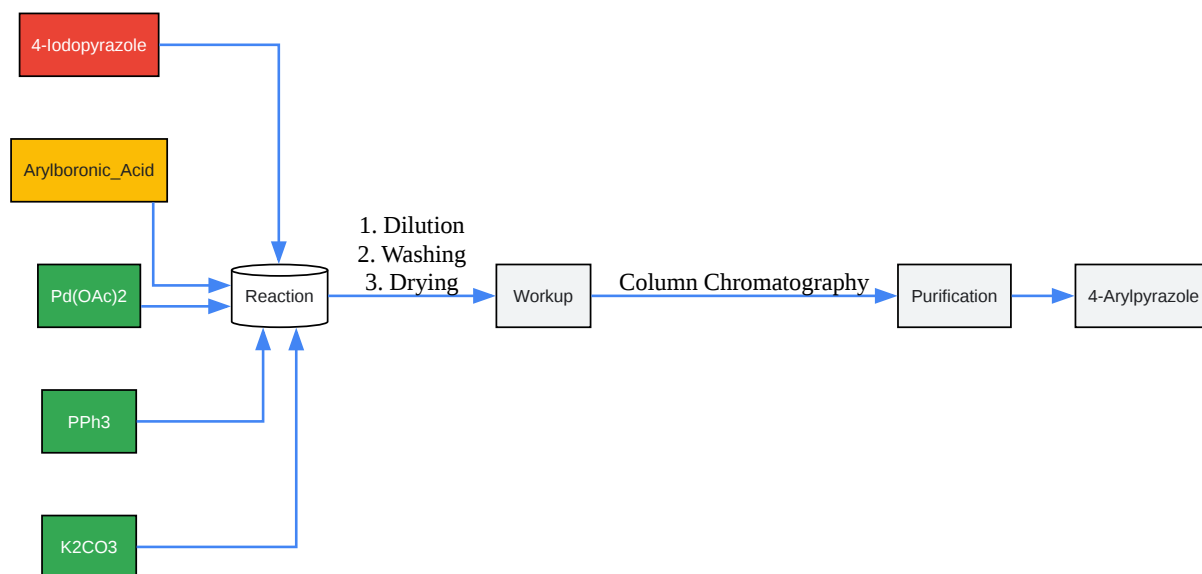 4-Iodopyrazole
Arylboronic_Acid
Pd(OAc)2
PPh3
K2CO3
Reaction
1. Dilution
2. Washing
3. Drying
Workup
Column Chromatography
Purification
4-Arylpyrazole